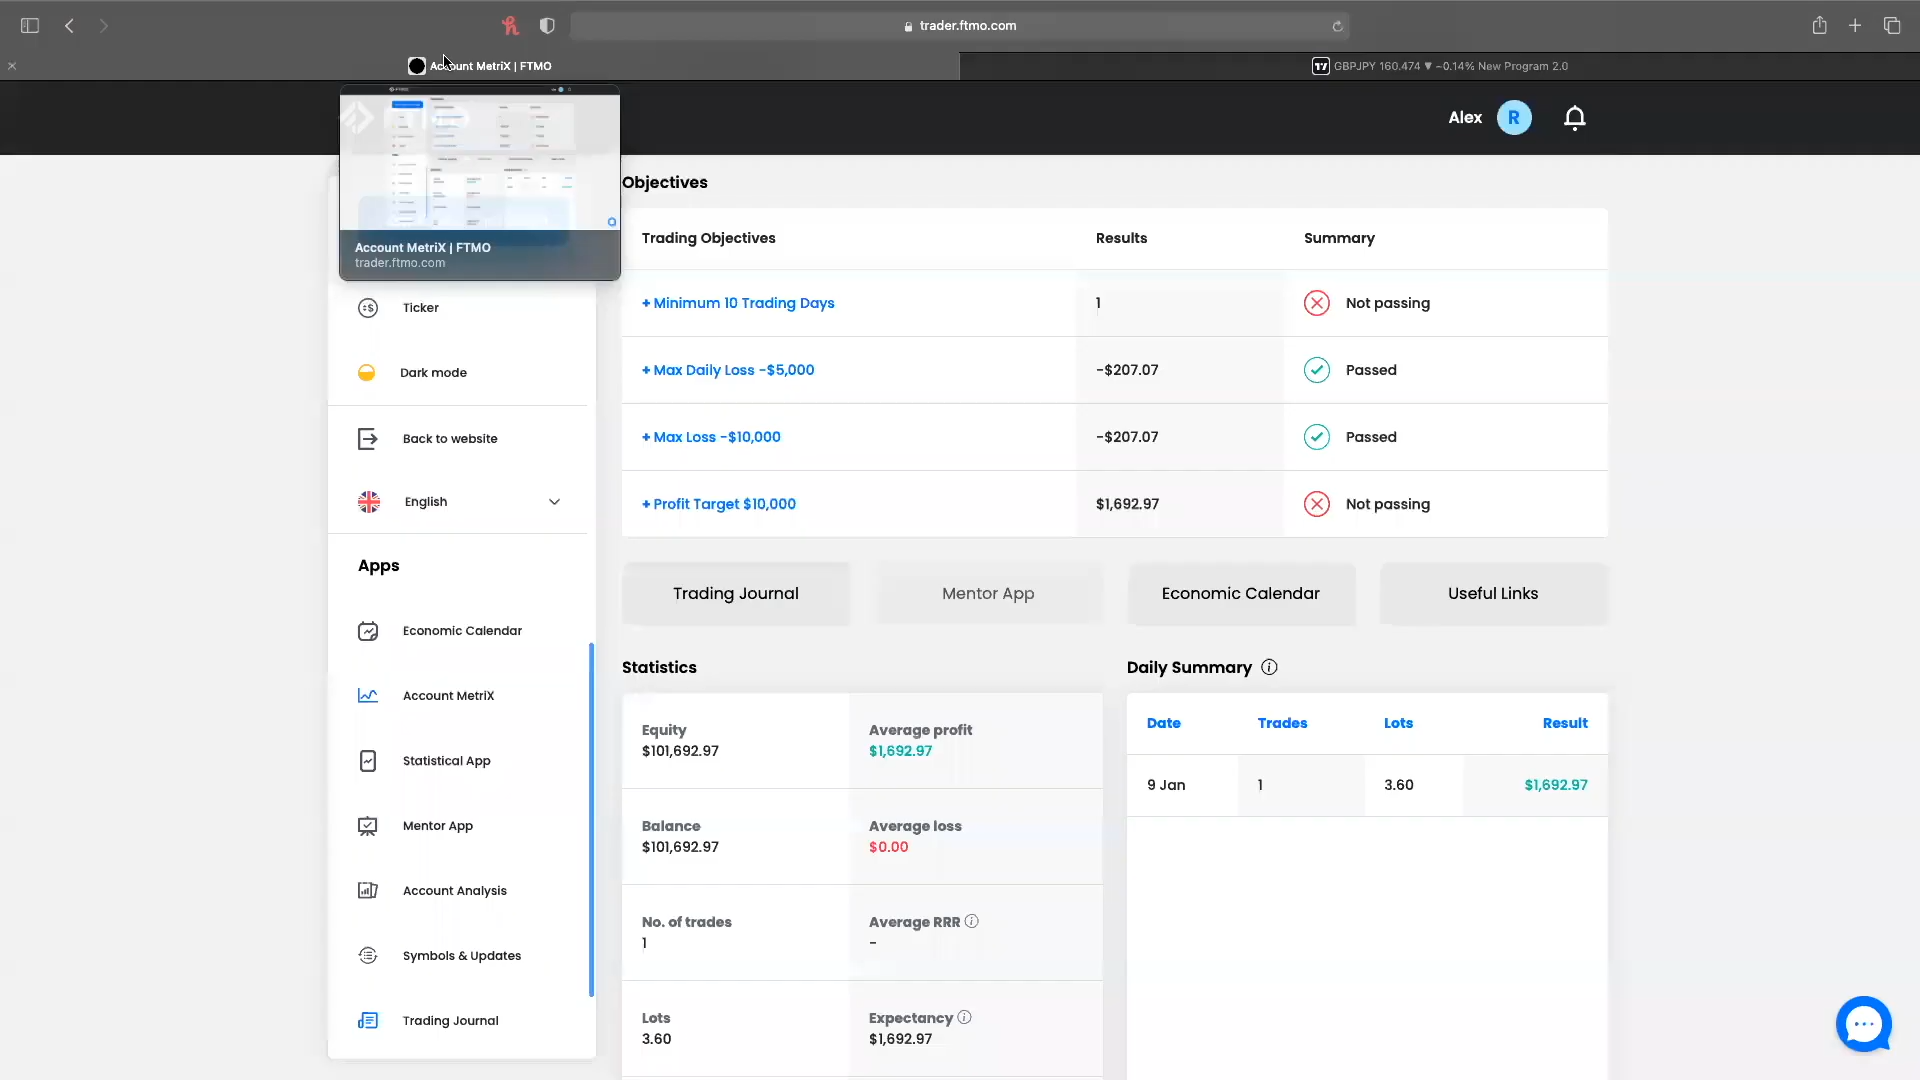 trader.ftmo.com
Account MetriX | FTMO
GBPJPY 160.474 ▼ −0.14% New Program 2.0
Alex R
Account MetriX | FTMO
trader.ftmo.com
Ticker
Dark mode
Back to website
English
Apps
Economic Calendar
Account MetriX
Statistical App
Mentor App
Account Analysis
Symbols & Updates
Trading Journal
Objectives
Trading Objectives Results Summary
+ Minimum 10 Trading Days 1 Not passing
+ Max Daily Loss -$5,000 -$207.07 Passed
+ Max Loss -$10,000 -$207.07 Passed
+ Profit Target $10,000 $1,692.97 Not passing
Trading Journal Mentor App Economic Calendar Useful Links
Statistics
Equity Average profit
$101,692.97 $1,692.97
Balance Average loss
$101,692.97 $0.00
No. of trades Average RRR
1 -
Lots Expectancy
3.60 $1,692.97
Daily Summary
Date Trades Lots Result
9 Jan 1 3.60 $1,692.97